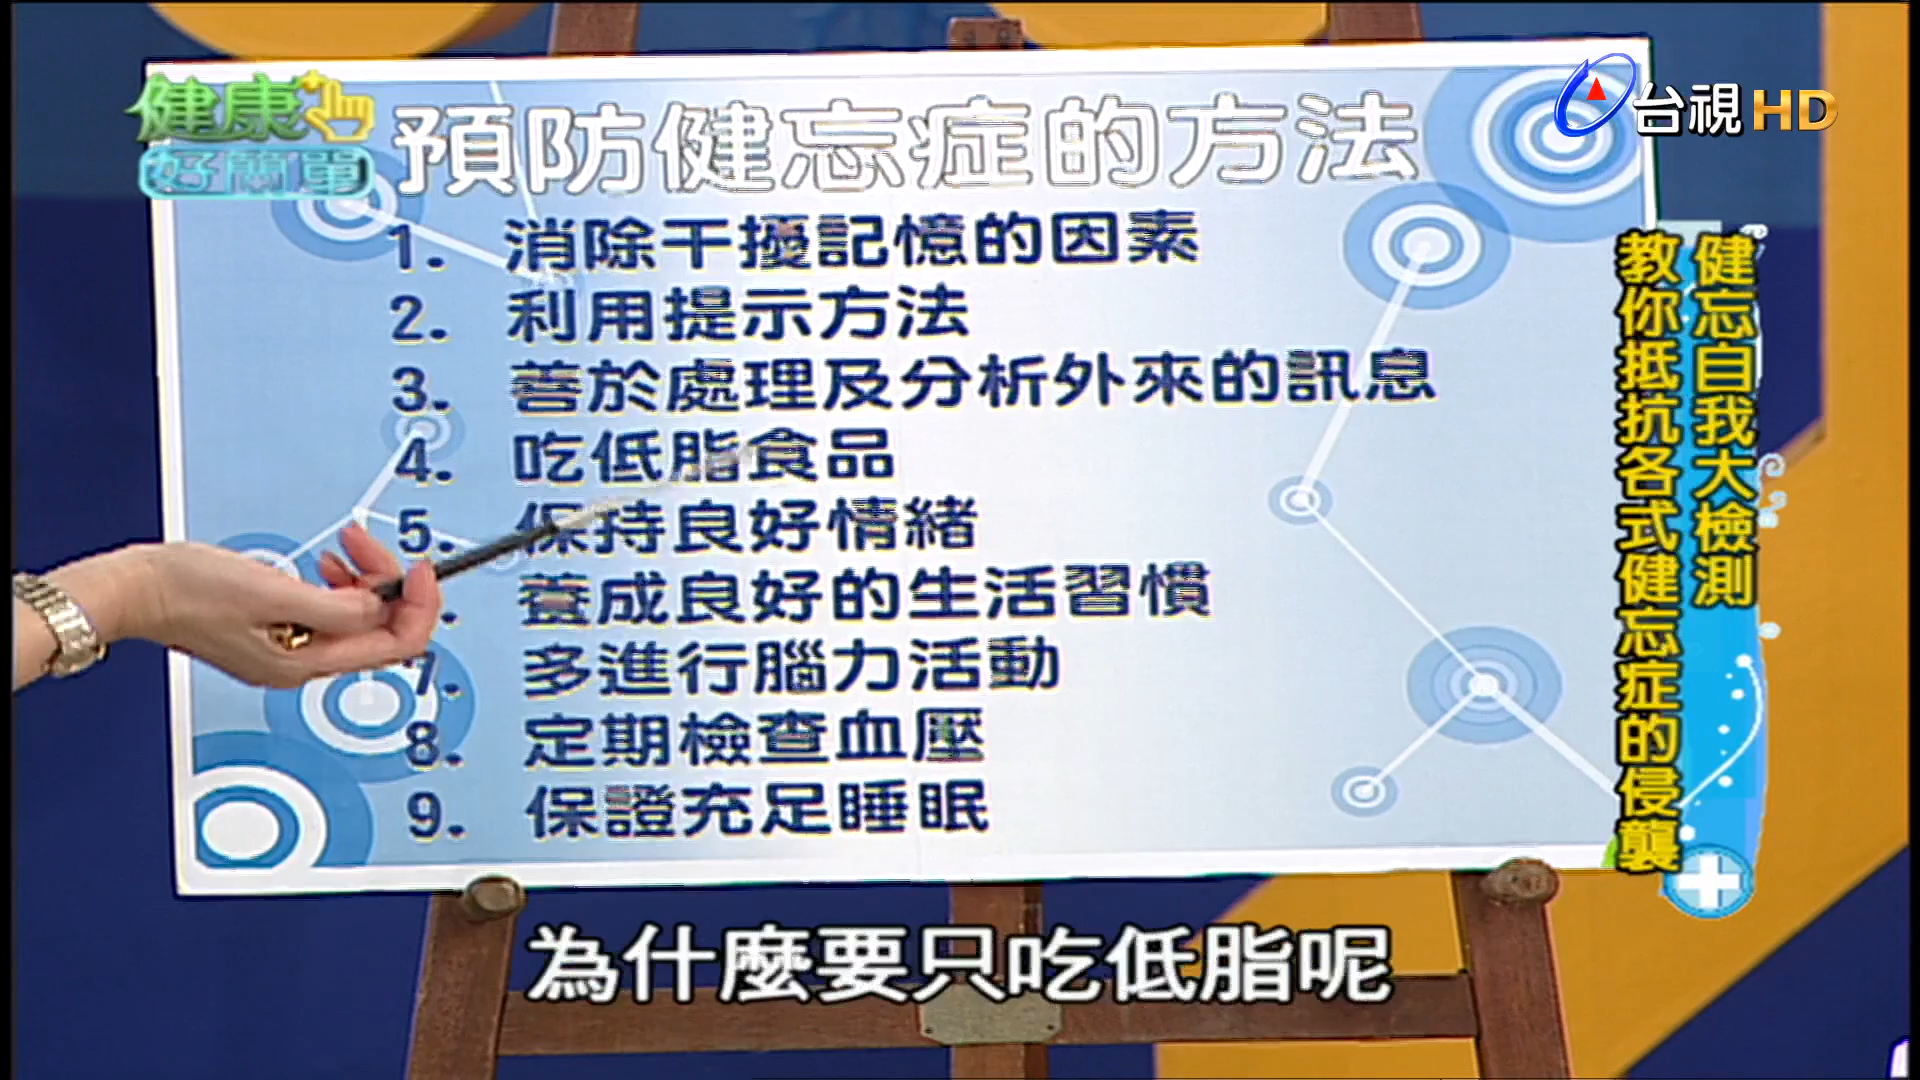 健康
好簡單
台視HD
預防健忘症的方法
1. 消除干擾記憶的因素
2. 利用提示方法
3. 善於處理及分析外來的訊息
4. 吃低脂食品
5. 保持良好情緒
. 養成良好的生活習慣
7. 多進行腦力活動
8. 定期檢查血壓
9. 保證充足睡眠
健忘自我大檢測
教你抵抗各式健忘症的侵襲
為什麼要只吃低脂呢